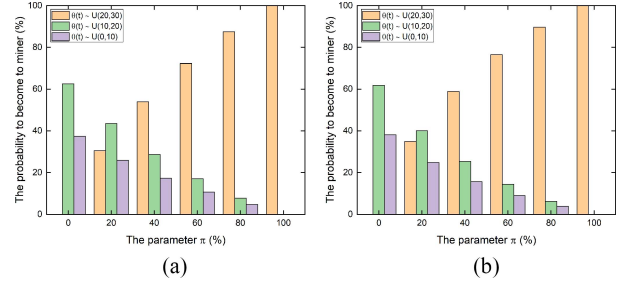 The probability to become to miner (%)
100
80
60
40
20
0
θ(t) ~ U(20,30)
θ(t) ~ U(10,20)
θ(t) ~ U(0,10)
0 20 40 60 80 100
The parameter π (%)
(a)
The probability to become to miner (%)
100
80
60
40
20
0
θ(t) ~ U(20,30)
θ(t) ~ U(10,20)
θ(t) ~ U(0,10)
0 20 40 60 80 100
The parameter π (%)
(b)